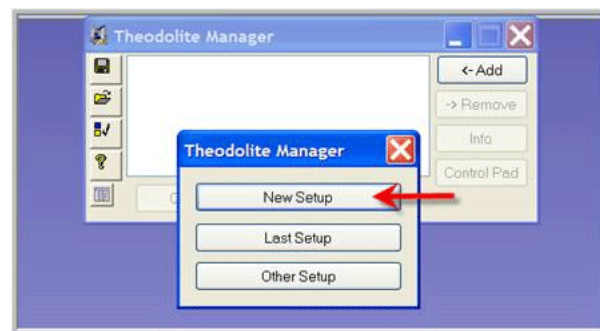 Theodolite Manager
<- Add
-> Remove
Info
Control Pad
Theodolite Manager
New Setup
Last Setup
Other Setup